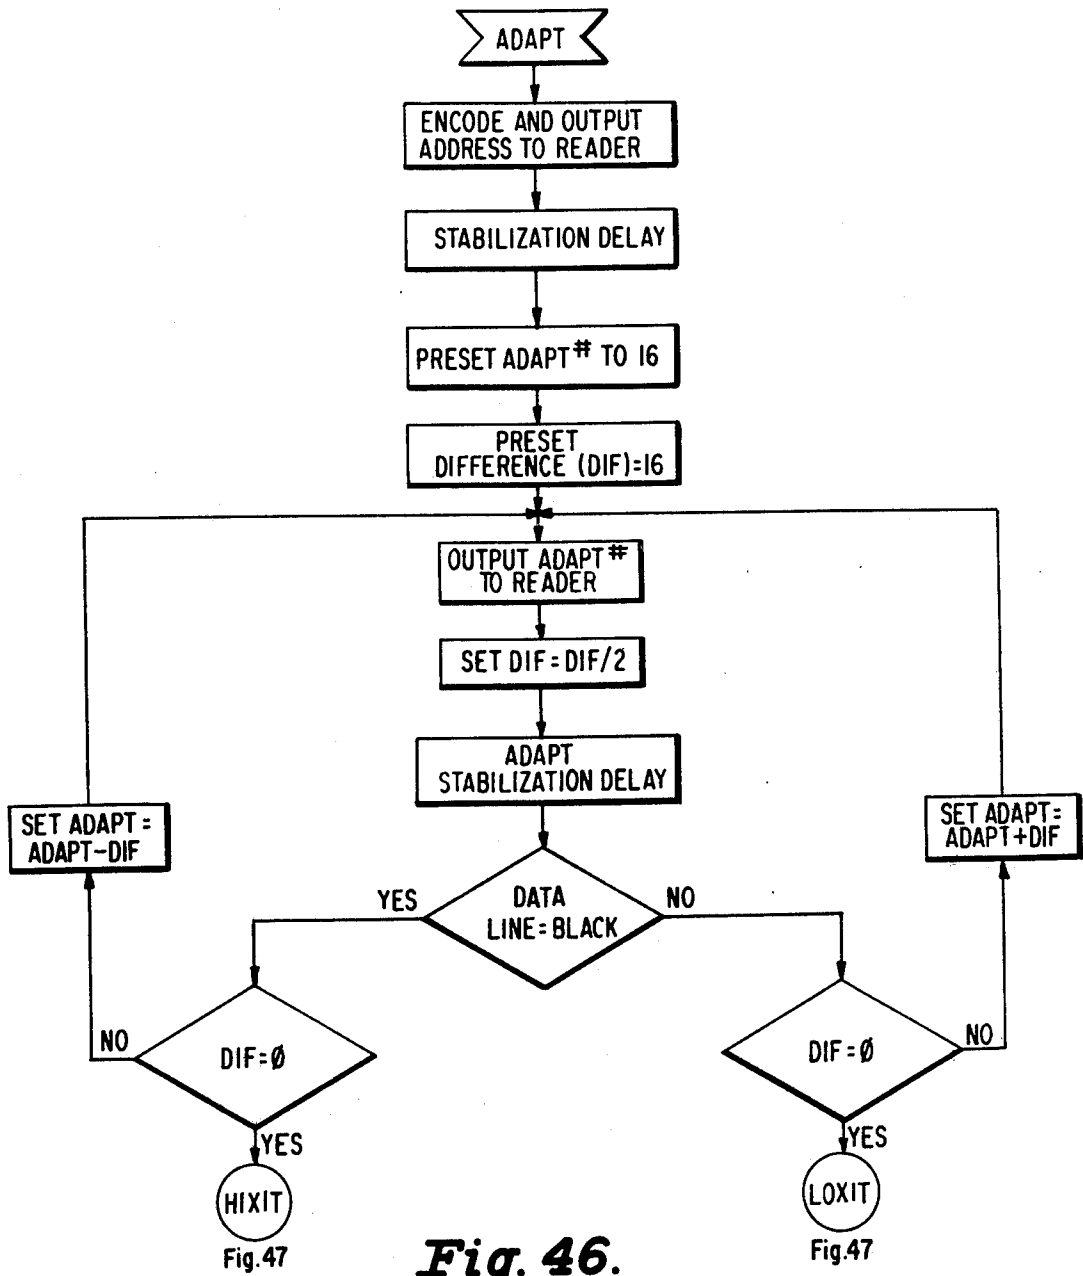 ADAPT
ENCODE AND OUTPUT
ADDRESS TO READER
STABILIZATION DELAY
PRESET ADAPT# TO 16
PRESET
DIFFERENCE (DIF)=16
OUTPUT ADAPT#
TO READER
SET DIF=DIF/2
ADAPT
STABILIZATION DELAY
SET ADAPT=
ADAPT-DIF
SET ADAPT=
ADAPT+DIF
YES
DATA
LINE=BLACK
NO
NO
DIF=Ø
YES
DIF=Ø
NO
YES
HIXIT
Fig.47
LOXIT
Fig.47
Fig. 46.